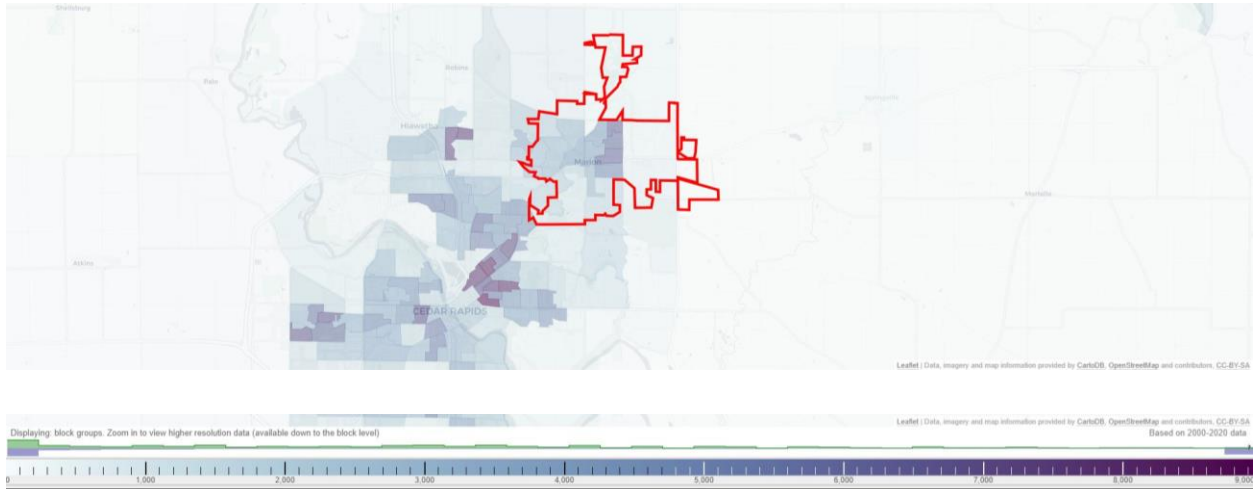 Shellsburg
Robins
Palo
Springville
Hiawatha
Marion
Martelle
Atkins
CEDAR RAPIDS
Leaflet | Data, imagery and map information provided by CartoDB, OpenStreetMap and contributors, CC-BY-SA
Leaflet | Data, imagery and map information provided by CartoDB, OpenStreetMap and contributors, CC-BY-SA
Displaying: block groups. Zoom in to view higher resolution data (available down to the block level) Based on 2000-2020 data
0 1,000 2,000 3,000 4,000 5,000 6,000 7,000 8,000 9,000